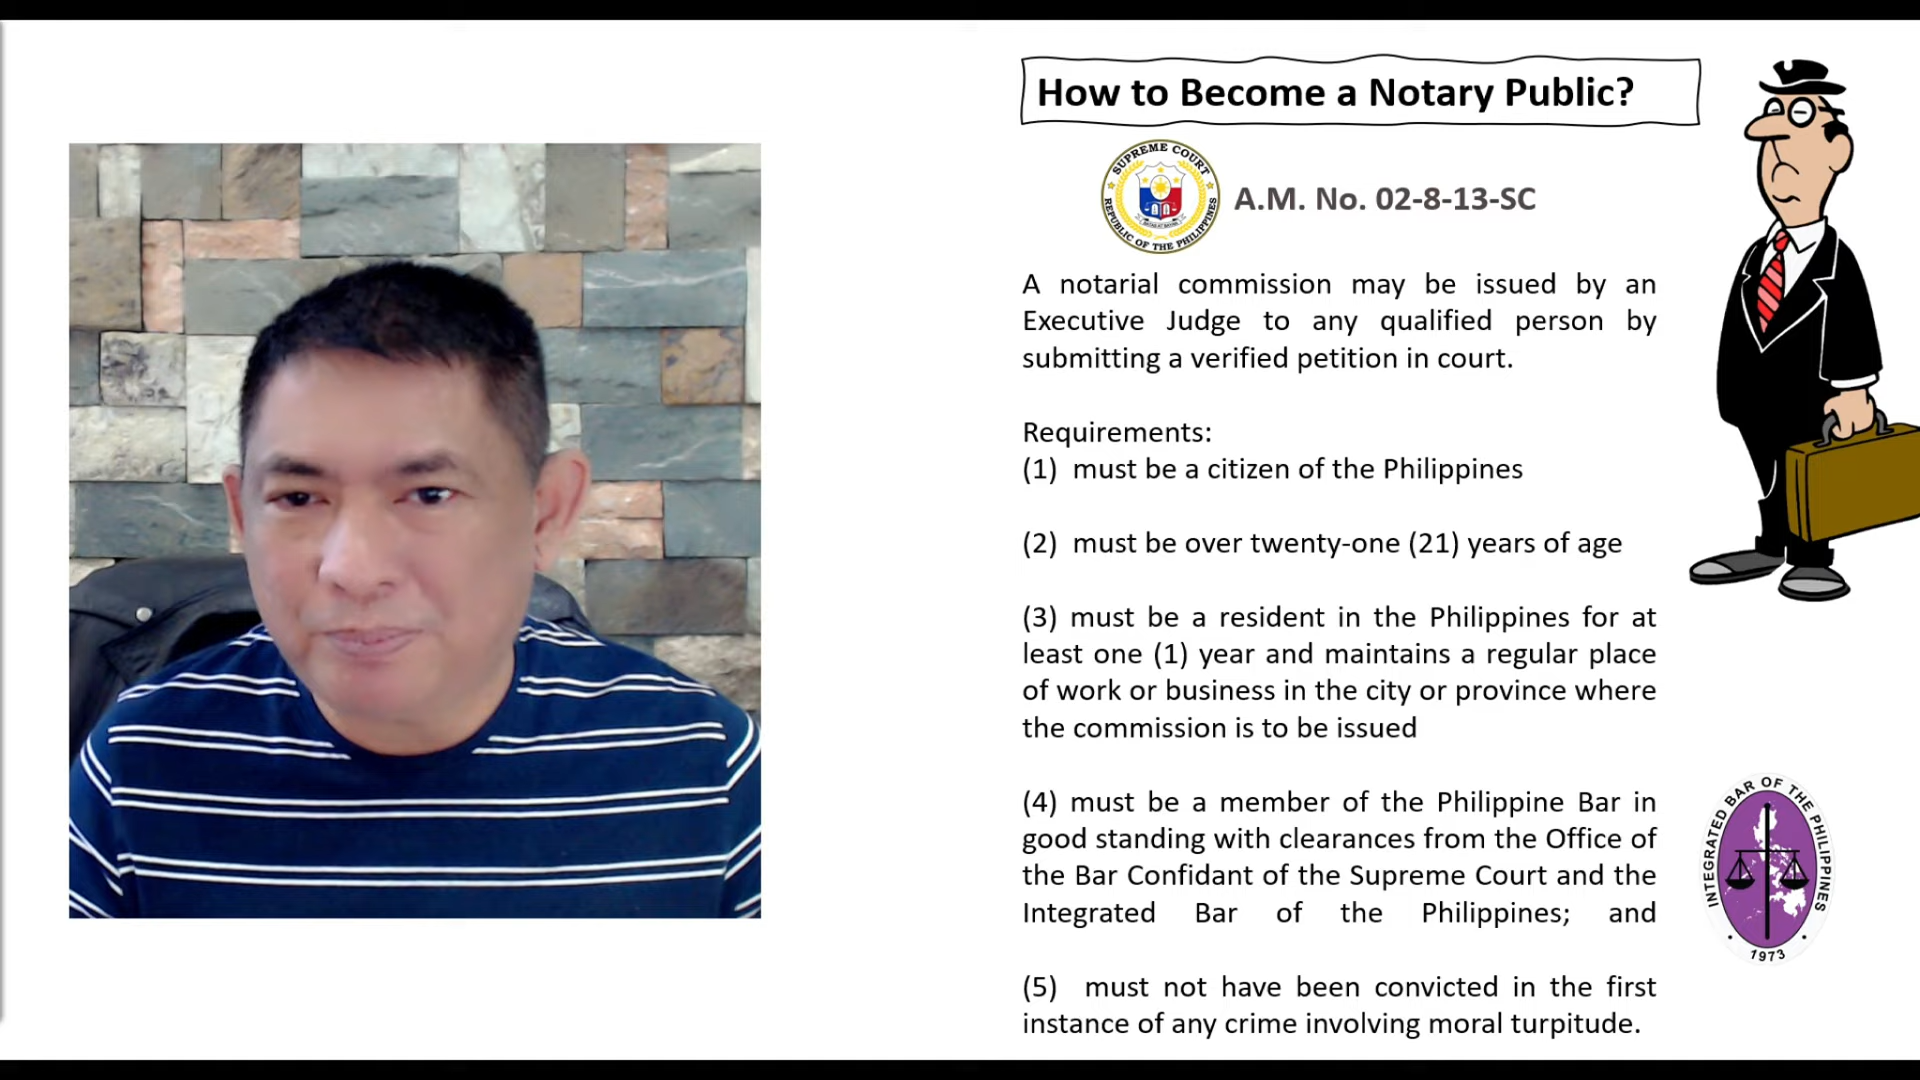 How to Become a Notary Public?
SUPREME COURT
REPUBLIC OF THE PHILIPPINES
A.M. No. 02-8-13-SC
A notarial commission may be issued by an
Executive Judge to any qualified person by
submitting a verified petition in court.
Requirements:
(1) must be a citizen of the Philippines
(2) must be over twenty-one (21) years of age
(3) must be a resident in the Philippines for at
least one (1) year and maintains a regular place
of work or business in the city or province where
the commission is to be issued
(4) must be a member of the Philippine Bar in
good standing with clearances from the Office of
the Bar Confidant of the Supreme Court and the
Integrated Bar of the Philippines; and
INTEGRATED BAR OF THE PHILIPPINES
1973
(5) must not have been convicted in the first
instance of any crime involving moral turpitude.